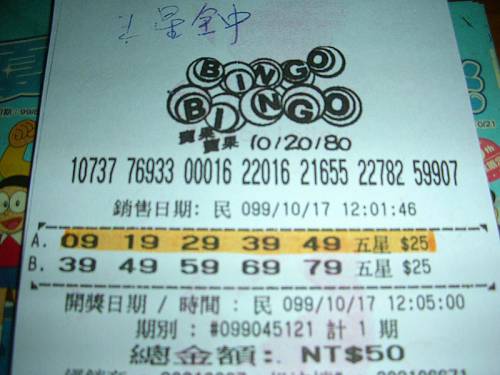 五星全中
BINGO
BINGO
賓果
賓果 10/20/80
10737 76933 00016 22016 21655 22782 59907
銷售日期: 民 099/10/17 12:01:46
A. 09 19 29 39 49 五星 $25
B. 39 49 59 69 79 五星 $25
開獎日期 / 時間 : 民 099/10/17 12:05:00
期別 : #099045121 計 1 期
總金額: NT$50